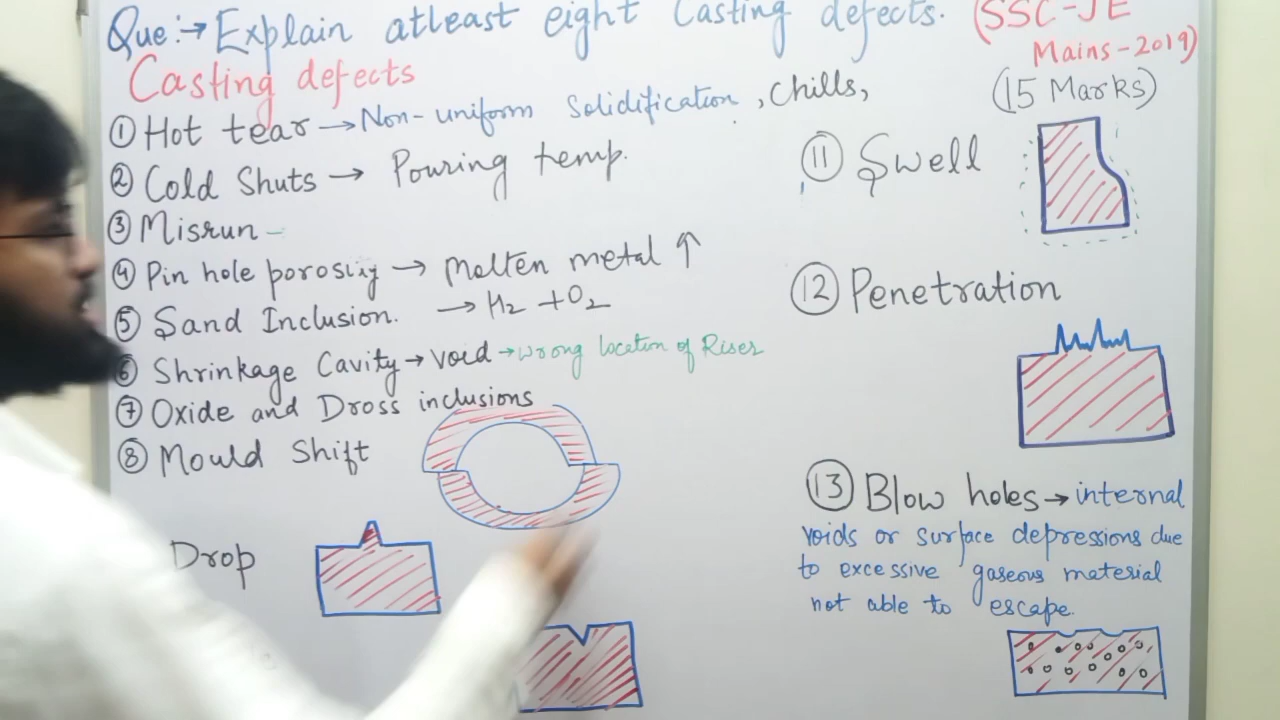 Que:→ Explain atleast eight Casting defects. (SSC-JE
Mains-2019)
Casting defects
(15 Marks)
① Hot tear → Non-uniform Solidification, Chills,
② Cold Shuts → Pouring temp.
③ Misrun -
④ Pin hole porosity → Molten metal ↑
⑤ Sand Inclusion. → H₂ + O₂
⑥ Shrinkage Cavity → Void → wrong location of Riser
⑦ Oxide and Dross inclusions
⑧ Mould Shift
Drop
⑪ Swell
⑫ Penetration
⑬ Blow holes → internal
voids or surface depressions due
to excessive gaseous material
not able to escape.